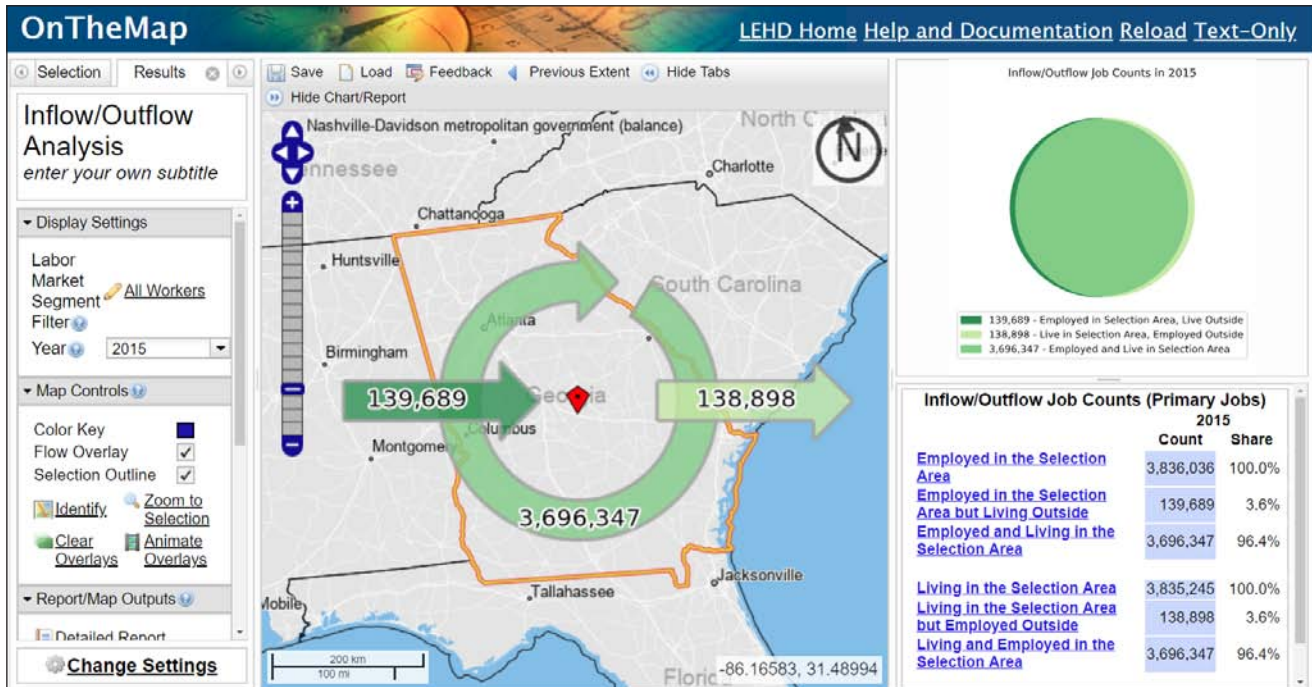 OnTheMap
LEHD Home Help and Documentation Reload Text-Only
Selection Results
Inflow/Outflow
Analysis
enter your own subtitle
Display Settings
Labor
Market
Segment All Workers
Filter
Year 2015
Map Controls
Color Key
Flow Overlay
Selection Outline
Identify Zoom to
Selection
Clear Animate
Overlays Overlays
Report/Map Outputs
Detailed Report
Change Settings
Save Load Feedback Previous Extent Hide Tabs
Hide Chart/Report
Nashville-Davidson metropolitan government (balance)
North
Charlotte
Chattanooga
Huntsville
South Carolina
Atlanta
Birmingham
Georgia
139,689
138,898
Columbus
Montgomery
3,696,347
Jacksonville
Tallahassee
Mobile
200 km
100 mi
-86.16583, 31.48994
N
Inflow/Outflow Job Counts in 2015
139,689 - Employed in Selection Area, Live Outside
138,898 - Live in Selection Area, Employed Outside
3,696,347 - Employed and Live in Selection Area
Inflow/Outflow Job Counts (Primary Jobs)
2015
Count Share
Employed in the Selection
Area 3,836,036 100.0%
Employed in the Selection
Area but Living Outside 139,689 3.6%
Employed and Living in the
Selection Area 3,696,347 96.4%
Living in the Selection Area 3,835,245 100.0%
Living in the Selection Area
but Employed Outside 138,898 3.6%
Living and Employed in the
Selection Area 3,696,347 96.4%